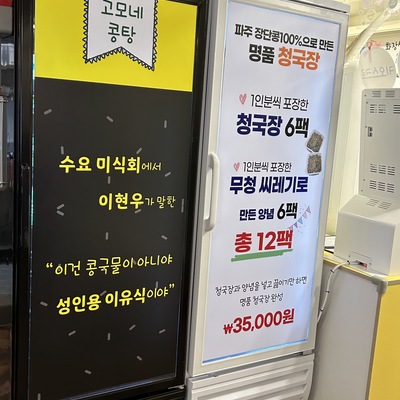 고모네
콩탕
수요 미식회에서
이현우가 말한
"이건 콩국물이 아니야
성인용 이유식이야"
파주 장단콩100%으로 만든
명품 청국장
1인분씩 포장한
청국장 6팩
1인분씩 포장한
무청 씨레기로
만든 양념 6팩
총 12팩
청국장과 양념을 넣고 끓이기만 하면
명품 청국장 완성
₩35,000원